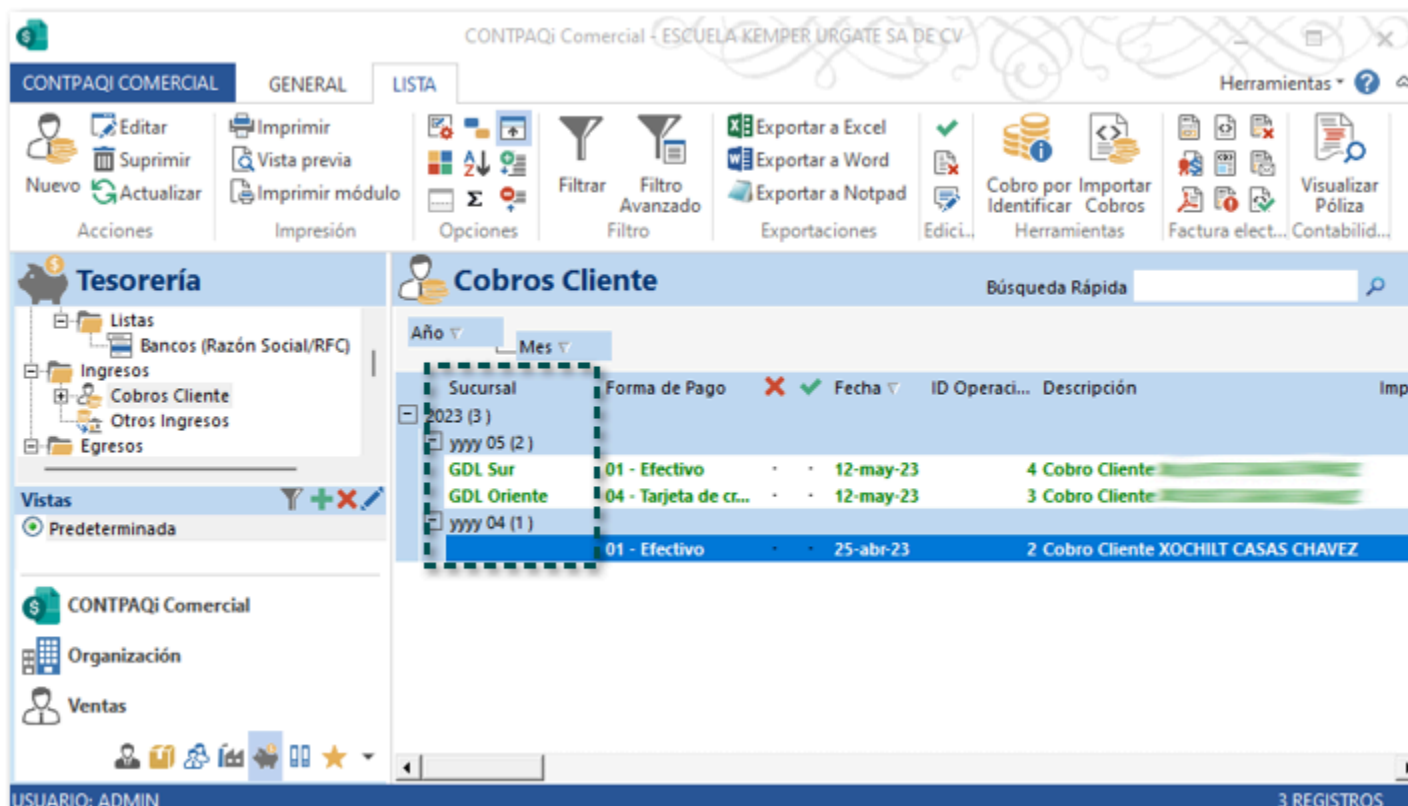 CONTPAQi Comercial - ESCUELA KEMPER URGATE SA DE CV
CONTPAQI COMERCIAL GENERAL LISTA Herramientas
Nuevo Editar Suprimir Actualizar
Acciones
Imprimir
Vista previa
Imprimir módulo
Impresión
Opciones
Filtrar Filtro Avanzado
Filtro
Exportar a Excel
Exportar a Word
Exportar a Notpad
Exportaciones
Edici...
Cobro por Identificar Importar Cobros
Herramientas
Factura elect...
Visualizar Póliza
Contabilid...
Tesorería
Listas
Bancos (Razón Social/RFC)
Ingresos
Cobros Cliente
Otros Ingresos
Egresos
Vistas
Predeterminada
CONTPAQi Comercial
Organización
Ventas
Cobros Cliente Búsqueda Rápida
Año
Mes
Sucursal Forma de Pago Fecha ID Operaci... Descripción Imp
2023 (3 )
yyyy 05 (2 )
GDL Sur 01 - Efectivo 12-may-23 4 Cobro Cliente
GDL Oriente 04 - Tarjeta de cr... 12-may-23 3 Cobro Cliente
yyyy 04 (1 )
01 - Efectivo 25-abr-23 2 Cobro Cliente XOCHILT CASAS CHAVEZ
USUARIO: ADMIN 3 REGISTROS